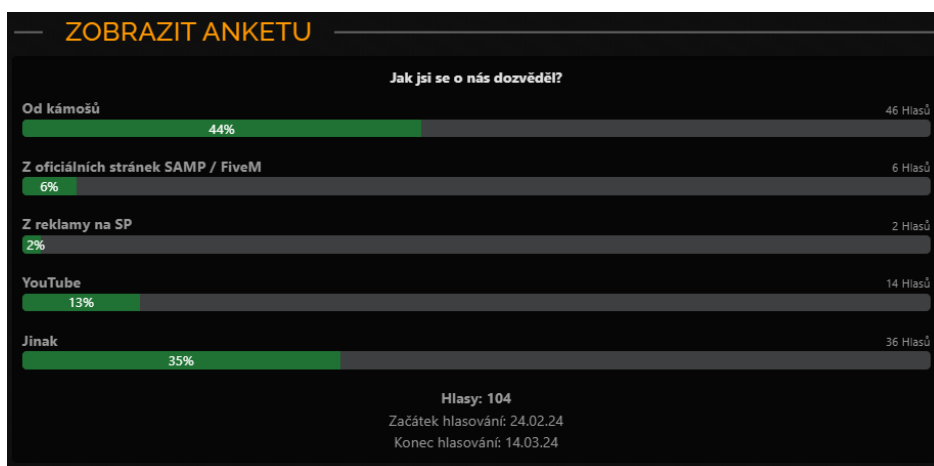 ZOBRAZIT ANKETU
Jak jsi se o nás dozvěděl?
Od kámošů 46 Hlasů
44%
Z oficiálních stránek SAMP / FiveM 6 Hlasů
6%
Z reklamy na SP 2 Hlasů
2%
YouTube 14 Hlasů
13%
Jinak 36 Hlasů
35%
Hlasy: 104
Začátek hlasování: 24.02.24
Konec hlasování: 14.03.24